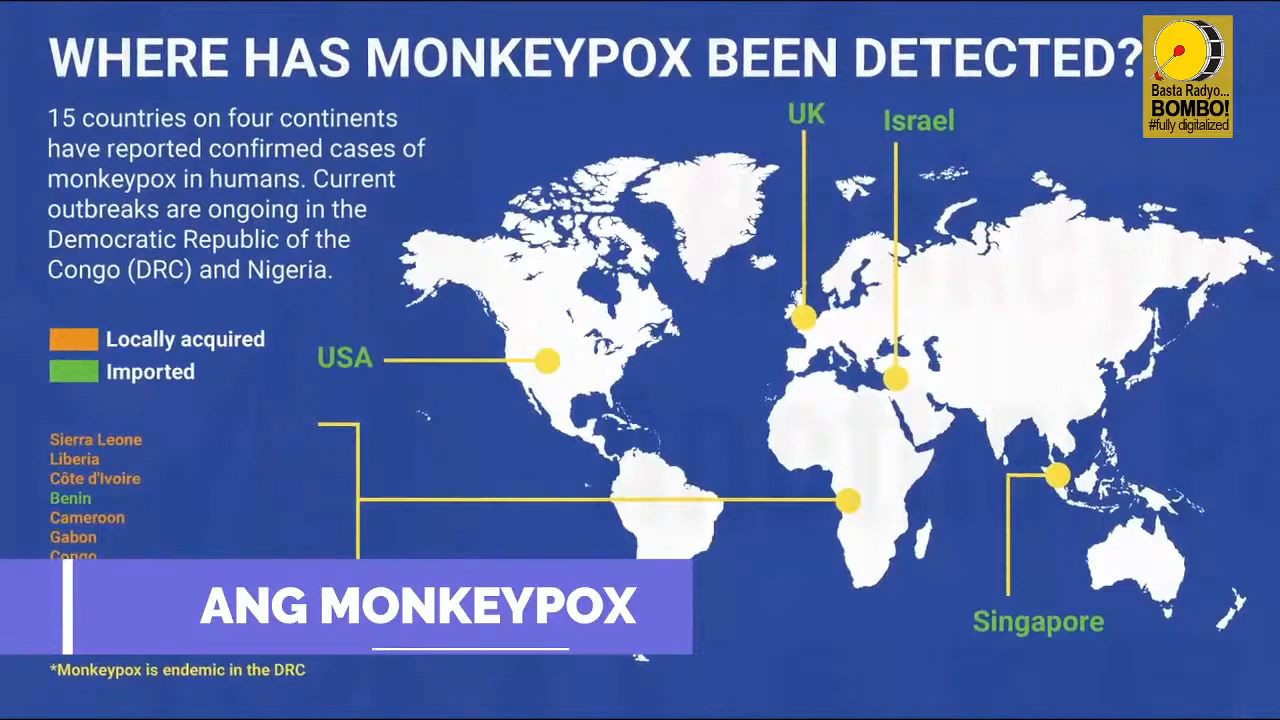 WHERE HAS MONKEYPOX BEEN DETECTED?
Basta Radyo...
BOMBO!
#fully digitalized
15 countries on four continents
have reported confirmed cases of
monkeypox in humans. Current
outbreaks are ongoing in the
Democratic Republic of the
Congo (DRC) and Nigeria.
UK
Israel
Locally acquired
Imported
USA
Sierra Leone
Liberia
Côte d'Ivoire
Benin
Cameroon
Gabon
Congo
ANG MONKEYPOX
Singapore
*Monkeypox is endemic in the DRC